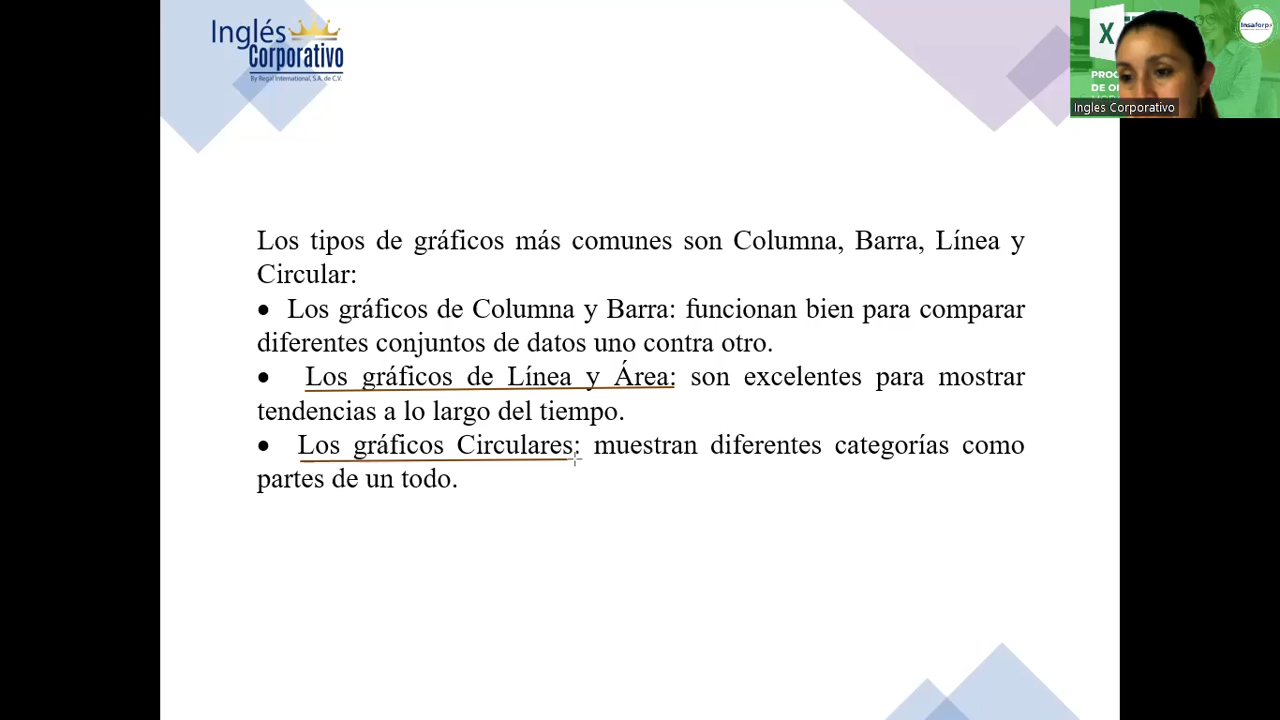 Inglés
Corporativo
By Regal International, S.A. de C.V.
Insaforp
PROC
DE O
Ingles Corporativo
Los tipos de gráficos más comunes son Columna, Barra, Línea y
Circular:
• Los gráficos de Columna y Barra: funcionan bien para comparar
diferentes conjuntos de datos uno contra otro.
• Los gráficos de Línea y Área: son excelentes para mostrar
tendencias a lo largo del tiempo.
• Los gráficos Circulares: muestran diferentes categorías como
partes de un todo.